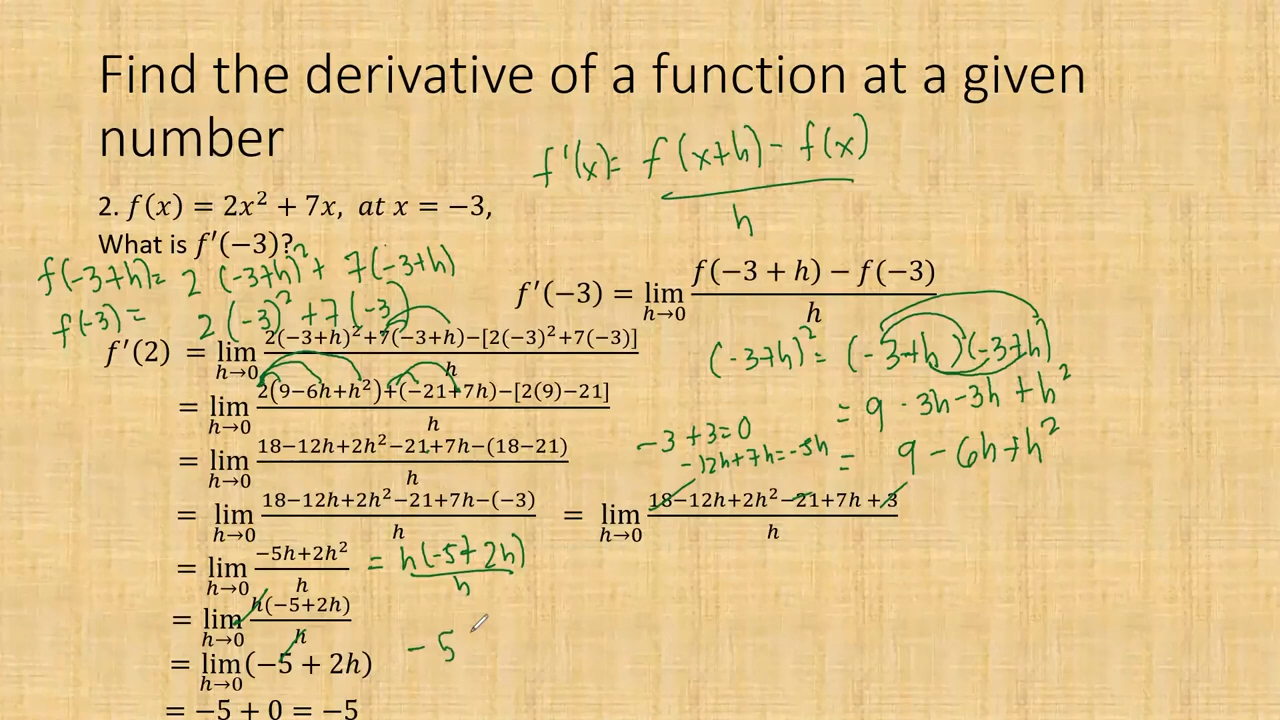 Find the derivative of a function at a given
number
f'(x)= f(x+h) - f(x)
h
2. f(x) = 2x² + 7x, at x = −3,
What is f′(−3)?
f(-3+h)= 2 (-3+h)² + 7(-3+h)
f(-3) = 2(-3)² + 7(-3)
f′(−3) = lim h→0 f(−3 + h) − f(−3)
h
f′(2) = lim h→0 2(−3+h)²+7(−3+h)−[2(−3)²+7(−3)]
h
(-3+h)² = (-3+h)(-3+h)
= lim h→0 2(9−6h+h²)+(−21+7h)−[2(9)−21]
h
= 9 - 3h - 3h + h²
= lim h→0 18−12h+2h²−21+7h−(18−21)
h
-3 +3=0
-12h+7h=-5h
= 9 - 6h + h²
= lim h→0 18−12h+2h²−21+7h−(−3)
h
= lim h→0 18−12h+2h²−21+7h +3
h
= lim h→0 −5h+2h²
h
= h(-5+2h)
h
= lim h→0 h(−5+2h)
h
= lim h→0 (−5 + 2h)
-5
= −5 + 0 = −5